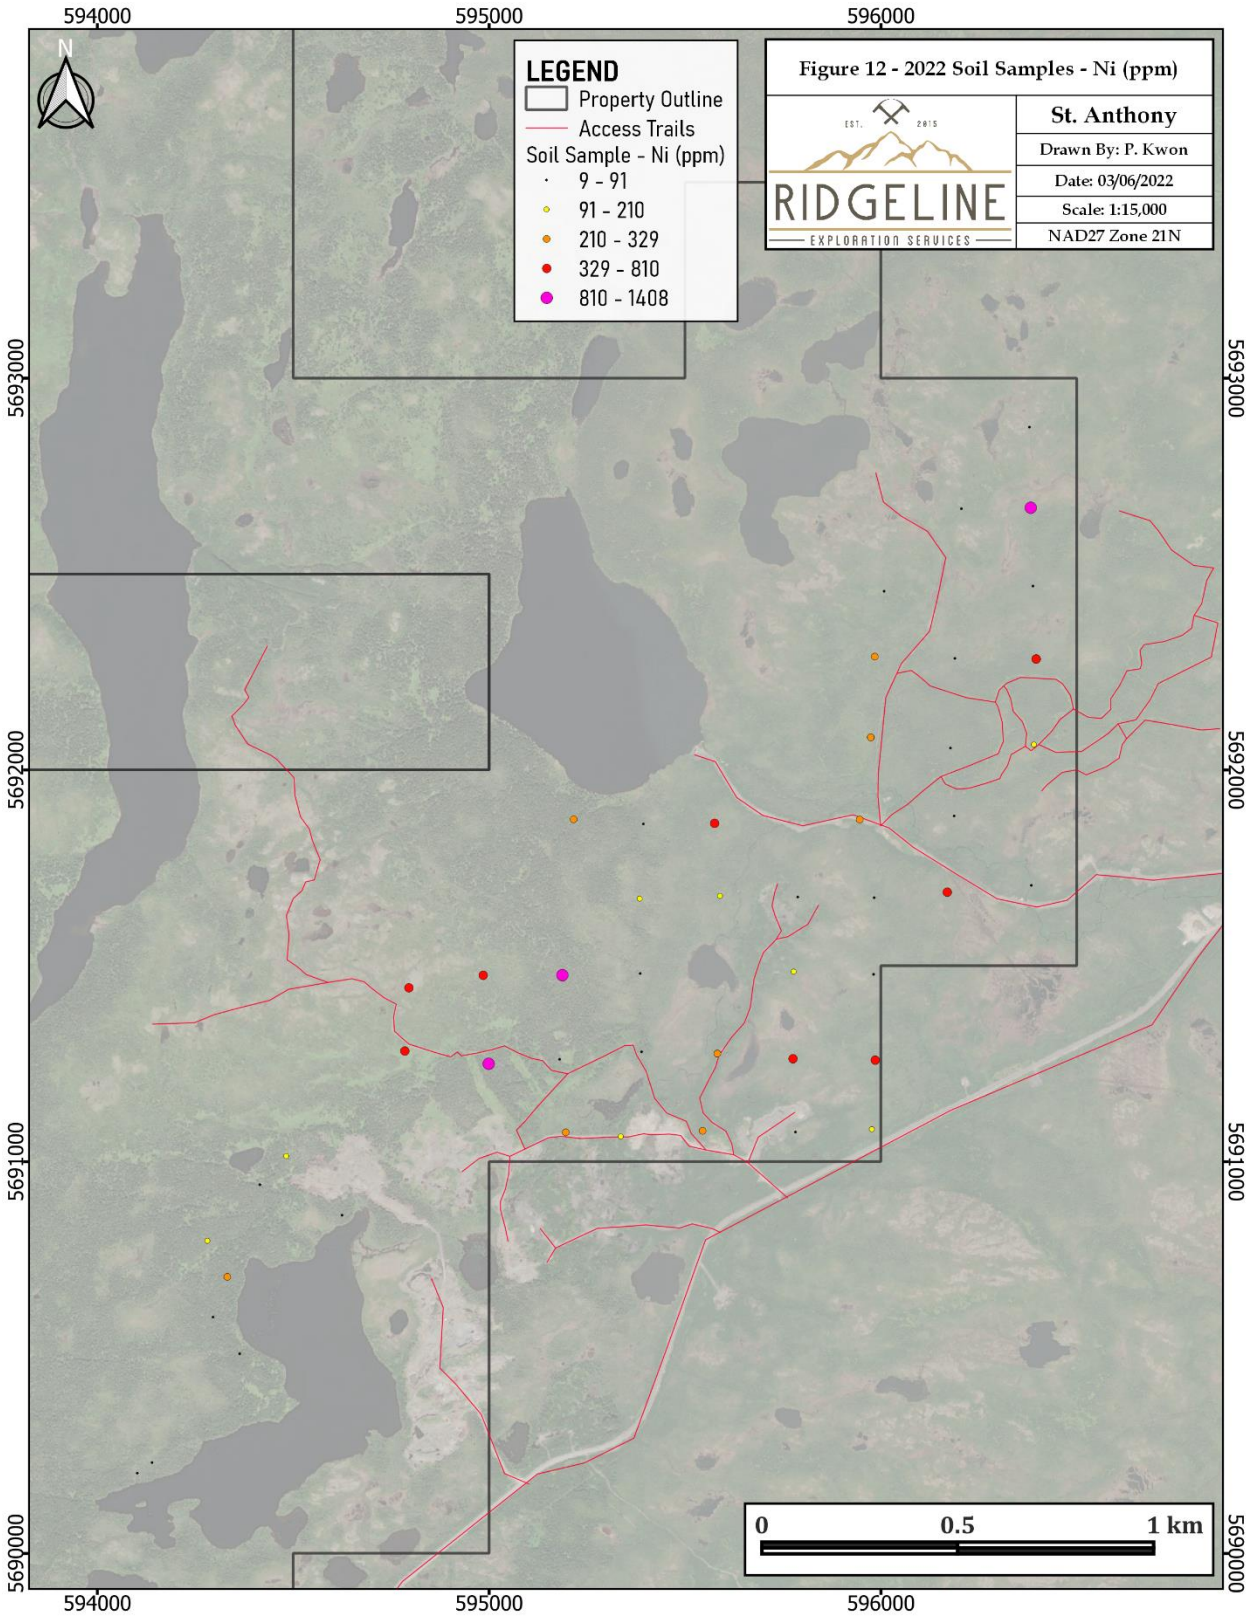 594000
595000
596000
N
LEGEND
Property Outline
Access Trails
Soil Sample - Ni (ppm)
9 - 91
91 - 210
210 - 329
329 - 810
810 - 1408
Figure 12 - 2022 Soil Samples - Ni (ppm)
EST. 2015
RIDGELINE
EXPLORATION SERVICES
St. Anthony
Drawn By: P. Kwon
Date: 03/06/2022
Scale: 1:15,000
NAD27 Zone 21N
5693000
5693000
5692000
5692000
5691000
5691000
5690000
5690000
0 0.5 1 km
594000
595000
596000